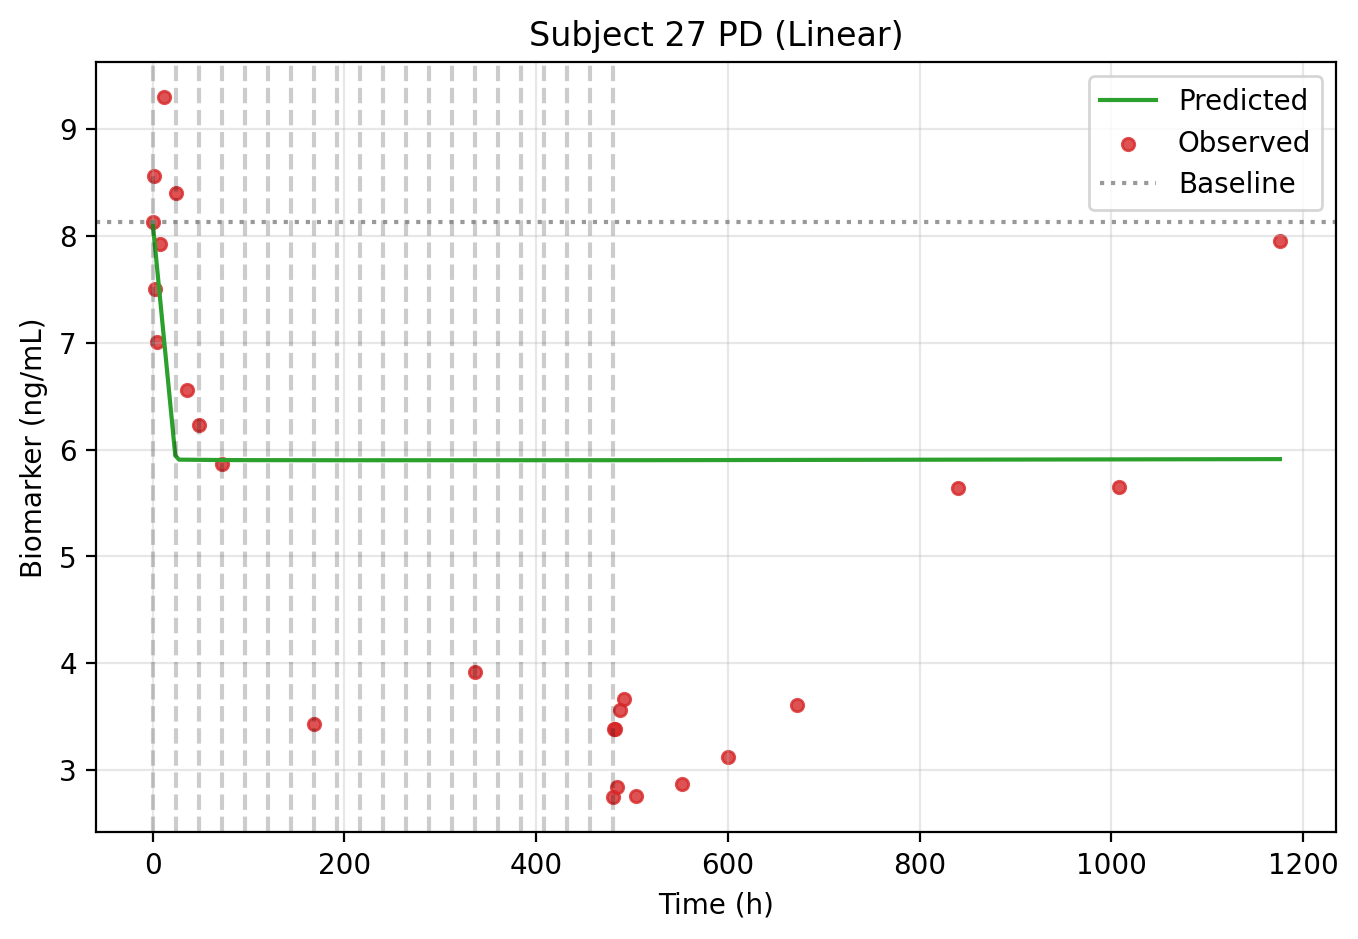 Subject 27 PD (Linear)
Predicted
Observed
Baseline
9
8
7
6
5
4
3
Biomarker (ng/mL)
0 200 400 600 800 1000 1200
Time (h)